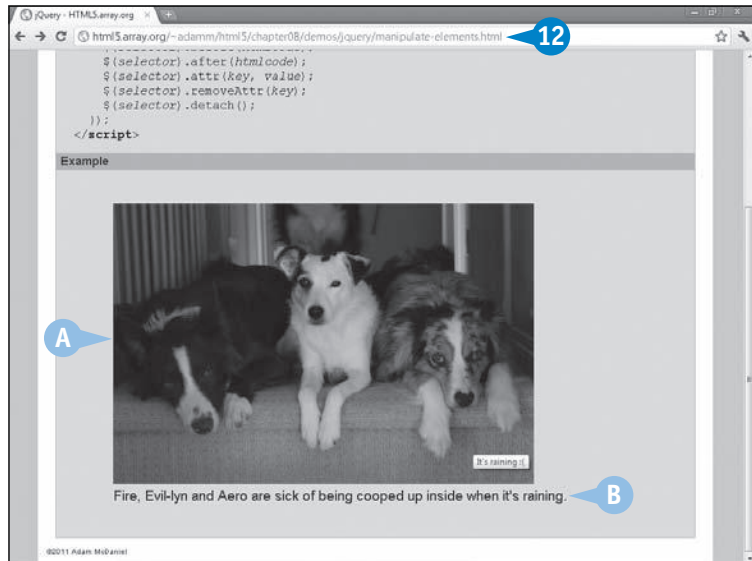 jQuery - HTML5.array.org
html5.array.org/~adamm/html5/chapter08/demos/jquery/manipulate-elements.html
12
$(selector).after(htmlcode);
$(selector).attr(key, value);
$(selector).removeAttr(key);
$(selector).detach();
});
</script>
Example
A
It's raining :(
Fire, Evil-lyn and Aero are sick of being cooped up inside when it's raining.
B
©2011 Adam McDaniel